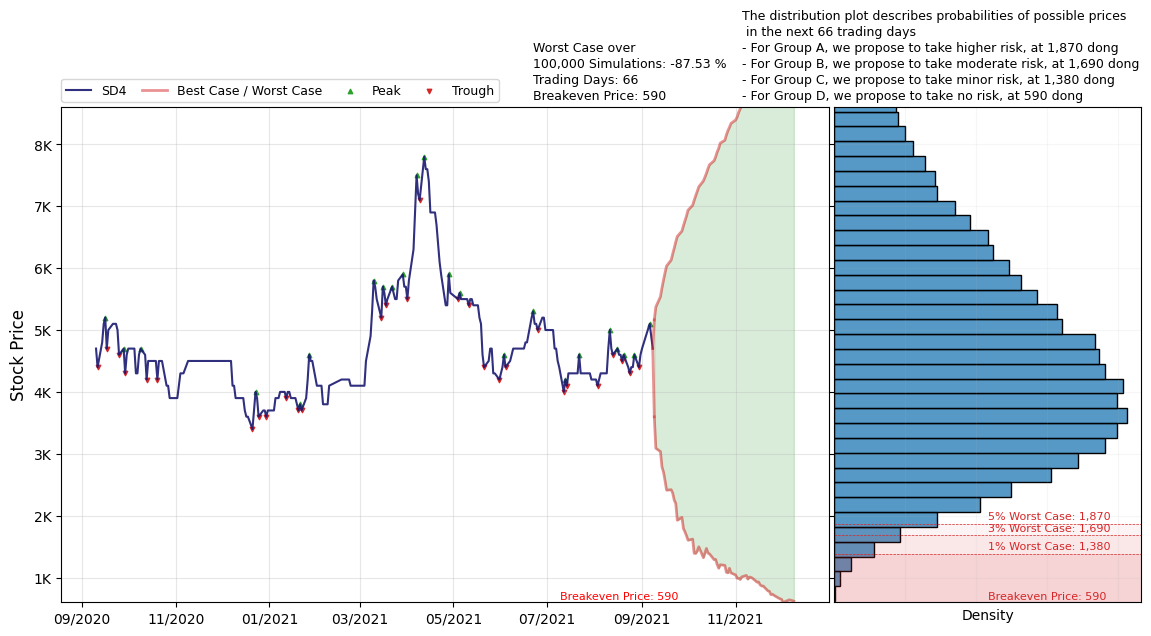 The distribution plot describes probabilities of possible prices
in the next 66 trading days
- For Group A, we propose to take higher risk, at 1,870 dong
- For Group B, we propose to take moderate risk, at 1,690 dong
- For Group C, we propose to take minor risk, at 1,380 dong
- For Group D, we propose to take no risk, at 590 dong
Worst Case over
100,000 Simulations: -87.53 %
Trading Days: 66
Breakeven Price: 590
SD4
Best Case / Worst Case
Peak
Trough
Stock Price
8K
7K
6K
5K
4K
3K
2K
1K
Breakeven Price: 590
09/2020
11/2020
01/2021
03/2021
05/2021
07/2021
09/2021
11/2021
5% Worst Case: 1,870
3% Worst Case: 1,690
1% Worst Case: 1,380
Breakeven Price: 590
Density